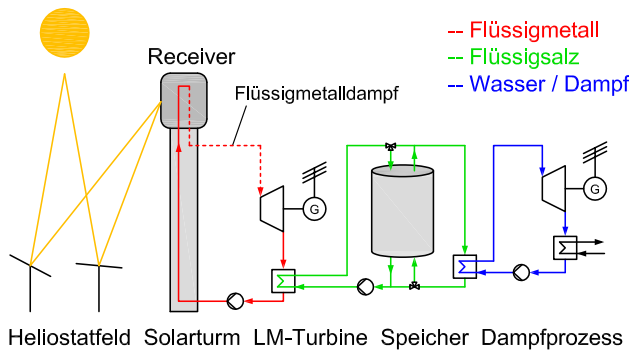 Receiver
-- Flüssigmetall
-- Flüssigsalz
-- Wasser / Dampf
Flüssigmetalldampf
G
G
Heliostatfeld Solarturm LM-Turbine Speicher Dampfprozess